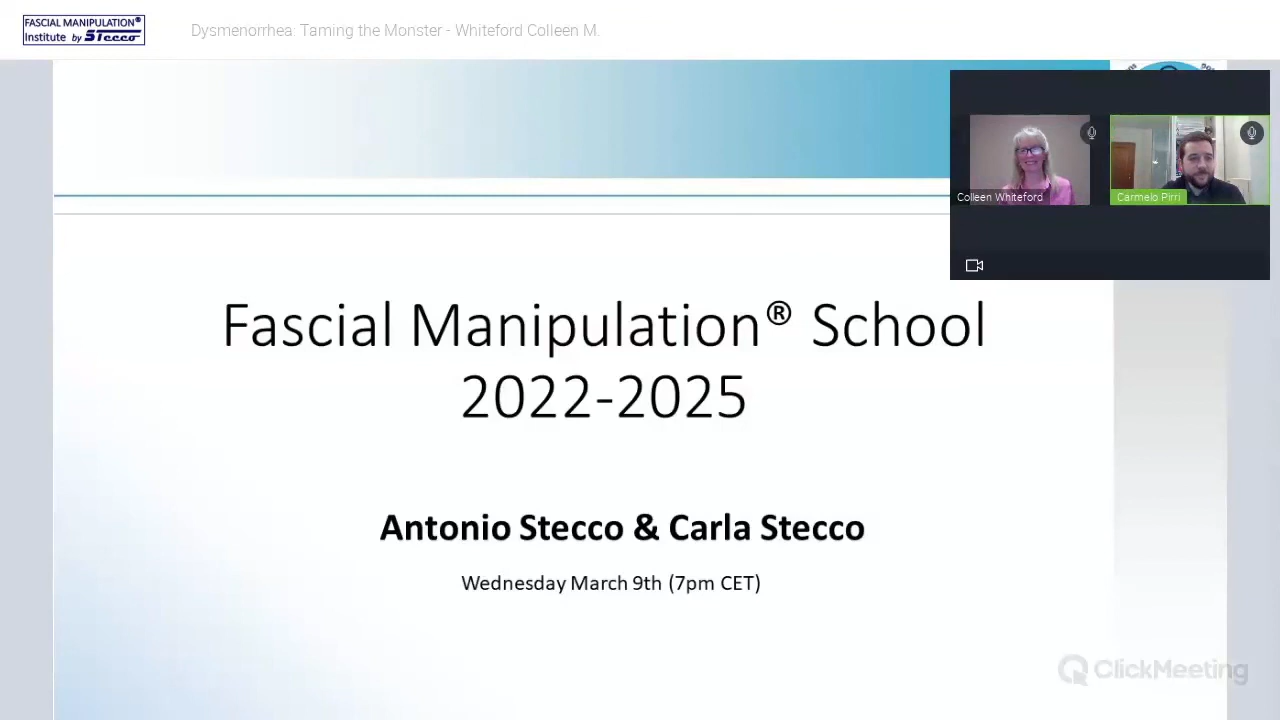 FASCIAL MANIPULATION®
Institute by Stecco
Dysmenorrhea: Taming the Monster - Whiteford Colleen M.
Colleen Whiteford
Carmelo Pirri
Fascial Manipulation® School
2022-2025
Antonio Stecco & Carla Stecco
Wednesday March 9th (7pm CET)
ClickMeeting